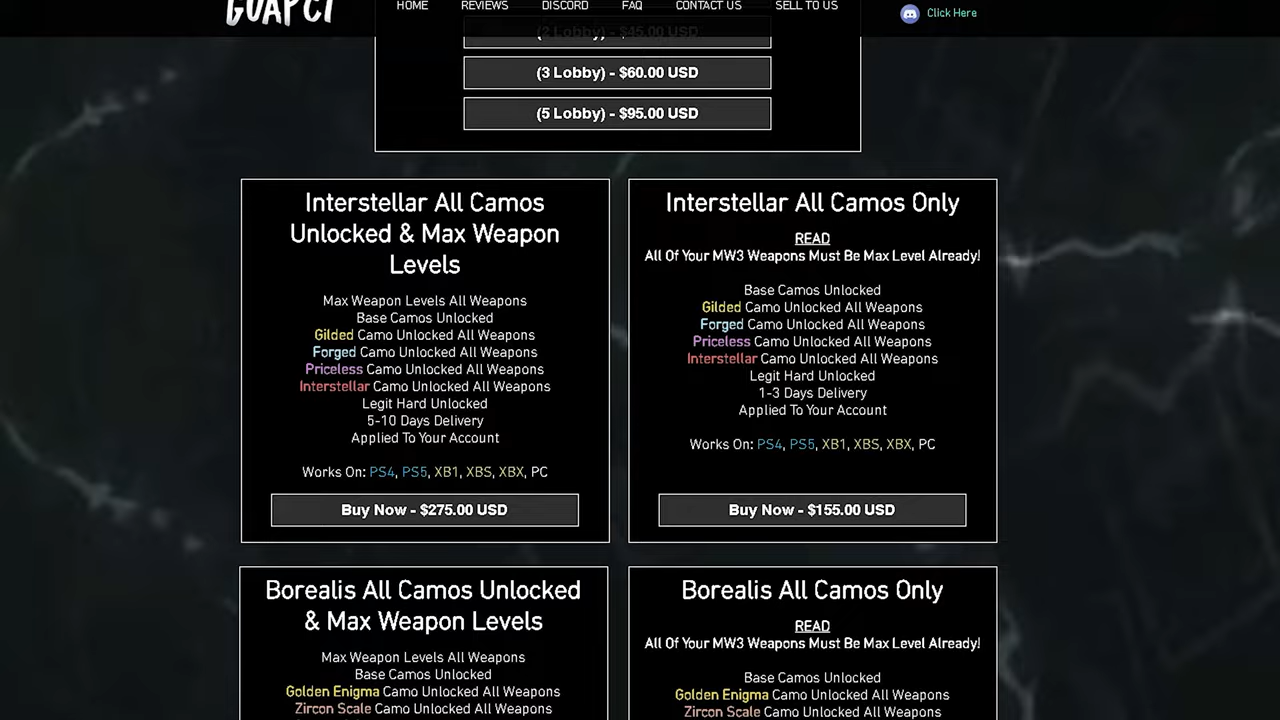 GUAPCT
HOME
REVIEWS
DISCORD
FAQ
CONTACT US
SELL TO US
Click Here
(2 Lobby) - $45.00 USD
(3 Lobby) - $60.00 USD
(5 Lobby) - $95.00 USD
Interstellar All Camos
Unlocked & Max Weapon
Levels
Max Weapon Levels All Weapons
Base Camos Unlocked
Gilded Camo Unlocked All Weapons
Forged Camo Unlocked All Weapons
Priceless Camo Unlocked All Weapons
Interstellar Camo Unlocked All Weapons
Legit Hard Unlocked
5-10 Days Delivery
Applied To Your Account
Works On: PS4, PS5, XB1, XBS, XBX, PC
Buy Now - $275.00 USD
Interstellar All Camos Only
READ
All Of Your MW3 Weapons Must Be Max Level Already!
Base Camos Unlocked
Gilded Camo Unlocked All Weapons
Forged Camo Unlocked All Weapons
Priceless Camo Unlocked All Weapons
Interstellar Camo Unlocked All Weapons
Legit Hard Unlocked
1-3 Days Delivery
Applied To Your Account
Works On: PS4, PS5, XB1, XBS, XBX, PC
Buy Now - $155.00 USD
Borealis All Camos Unlocked
& Max Weapon Levels
Max Weapon Levels All Weapons
Base Camos Unlocked
Golden Enigma Camo Unlocked All Weapons
Zircon Scale Camo Unlocked All Weapons
Borealis All Camos Only
READ
All Of Your MW3 Weapons Must Be Max Level Already!
Base Camos Unlocked
Golden Enigma Camo Unlocked All Weapons
Zircon Scale Camo Unlocked All Weapons